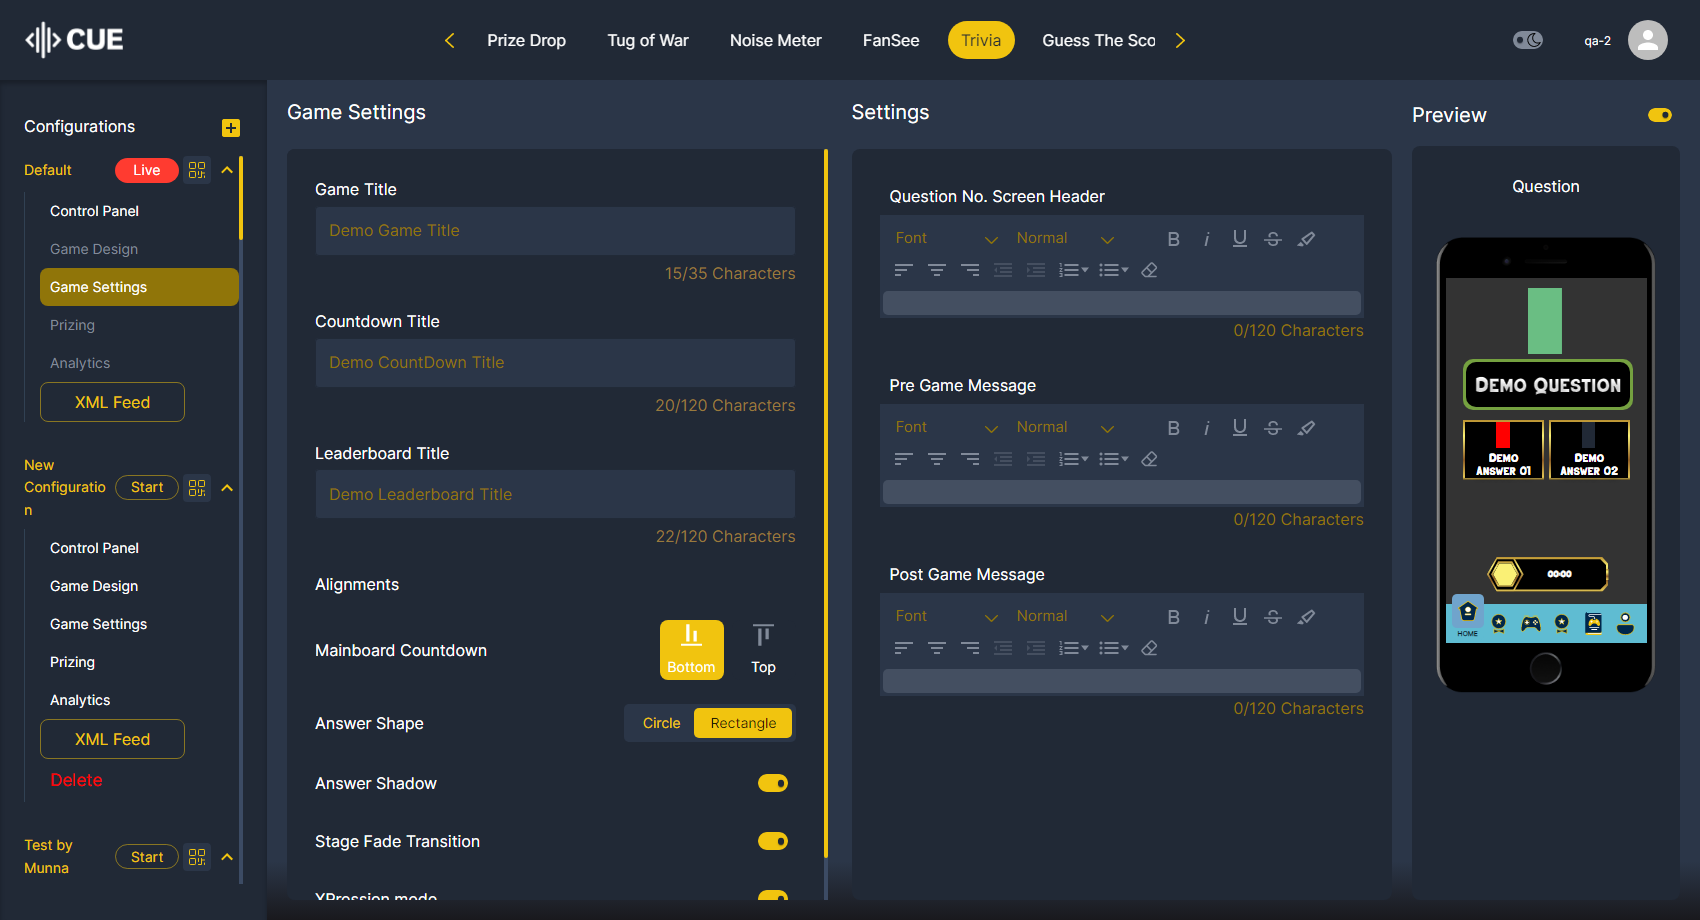 CUE
Prize Drop
Tug of War
Noise Meter
FanSee
Trivia
Guess The Sco
qa-2
Configurations
Default
Live
Control Panel
Game Design
Game Settings
Prizing
Analytics
XML Feed
New
Configuratio
n
Start
Control Panel
Game Design
Game Settings
Prizing
Analytics
XML Feed
Delete
Test by
Munna
Start
Game Settings
Game Title
Demo Game Title
15/35 Characters
Countdown Title
Demo CountDown Title
20/120 Characters
Leaderboard Title
Demo Leaderboard Title
22/120 Characters
Alignments
Mainboard Countdown
Bottom
Top
Answer Shape
Circle
Rectangle
Answer Shadow
Stage Fade Transition
XPression mode
Settings
Question No. Screen Header
Font
Normal
0/120 Characters
Pre Game Message
Font
Normal
0/120 Characters
Post Game Message
Font
Normal
0/120 Characters
Preview
Question
DEMO QUESTION
DEMO
ANSWER 01
DEMO
ANSWER 02
00:00
HOME